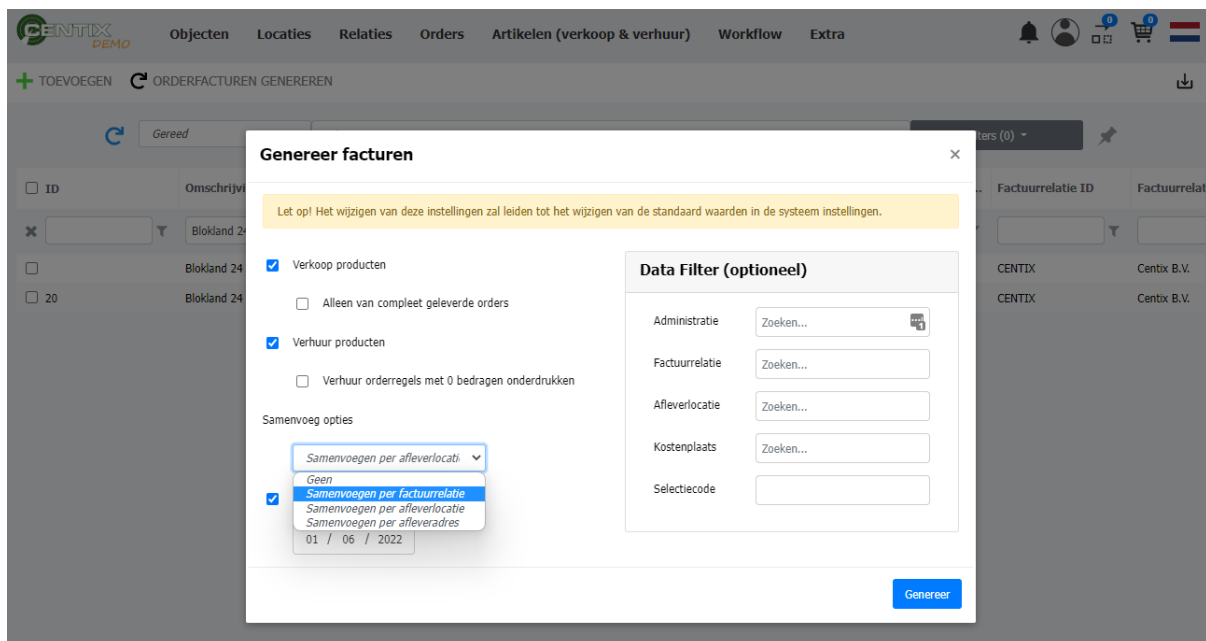 CENTIX
DEMO
Objecten Locaties Relaties Orders Artikelen (verkoop & verhuur) Workflow Extra
0 0
TOEVOEGEN ORDERFACTUREN GENEREREN
Gereed
ters (0)
Genereer facturen
ID Omschrijvi
.. Factuurrelatie ID Factuurrelat
Let op! Het wijzigen van deze instellingen zal leiden tot het wijzigen van de standaard waarden in de systeem instellingen.
Blokland 24
Blokland 24
CENTIX Centix B.V.
20 Blokland 24
CENTIX Centix B.V.
Verkoop producten
Alleen van compleet geleverde orders
Verhuur producten
Verhuur orderregels met 0 bedragen onderdrukken
Samenvoeg opties
Samenvoegen per afleverlocati
Geen
Samenvoegen per factuurrelatie
Samenvoegen per afleverlocatie
Samenvoegen per afleveradres
01 / 06 / 2022
Data Filter (optioneel)
Administratie Zoeken...
Factuurrelatie Zoeken...
Afleverlocatie Zoeken...
Kostenplaats Zoeken...
Selectiecode
Genereer